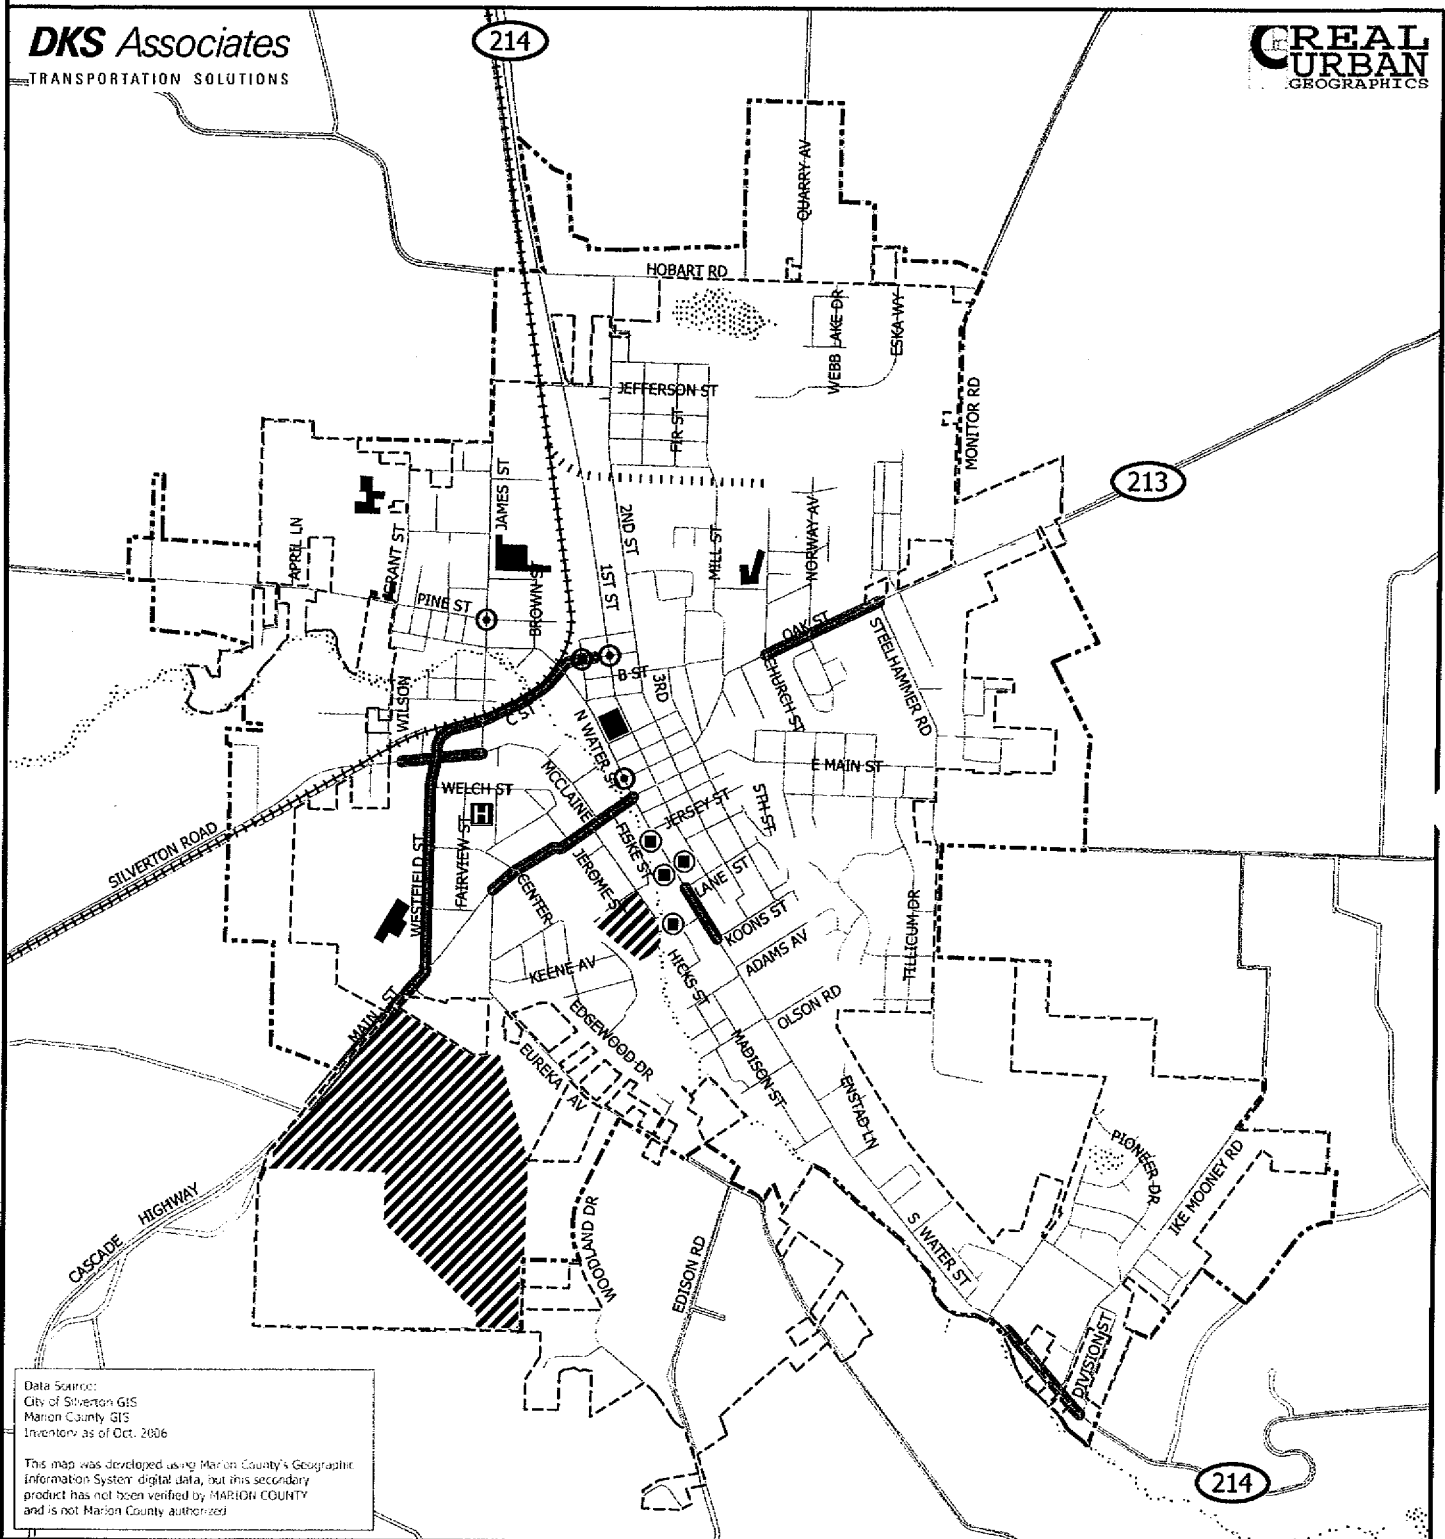 DKS Associates
TRANSPORTATION SOLUTIONS
214
REAL
URBAN
GEOGRAPHICS
QUARRY AV
HOBART RD
WEBB LAKE DR
ESKA WY
JEFFERSON ST
FIR ST
MONITOR RD
213
JAMES ST
2ND ST
APRIL LN
GRANT ST
MILL ST
NORWAY AV
1ST ST
PINE ST
BROWN ST
OAK ST
STEELHAMMER RD
B ST
3RD
CHURCH ST
WILSON
C ST
N WATER ST
E MAIN ST
MCCLAINE
WELCH ST
H
JERSEY ST
5TH ST
FISKE ST
SILVERTON ROAD
WESTFIELD ST
FAIRVIEW ST
JEROME ST
LANE ST
CENTER
KOONS ST
TILLICUM DR
ADAMS AV
KEENE AV
HICKS ST
MAIN ST
OLSON RD
EDGEWOOD DR
EUREKA AV
MADISON ST
ENSTAD LN
PIONEER DR
IKE MOONEY RD
CASCADE HIGHWAY
WOODLAND DR
EDISON RD
S WATER ST
DIVISION ST
214
Data Source:
City of Silverton GIS
Marion County GIS
Inventory as of Oct. 2006
This map was developed using Marion County's Geographic
Information System digital data, but this secondary
product has not been verified by MARION COUNTY
and is not Marion County authorized